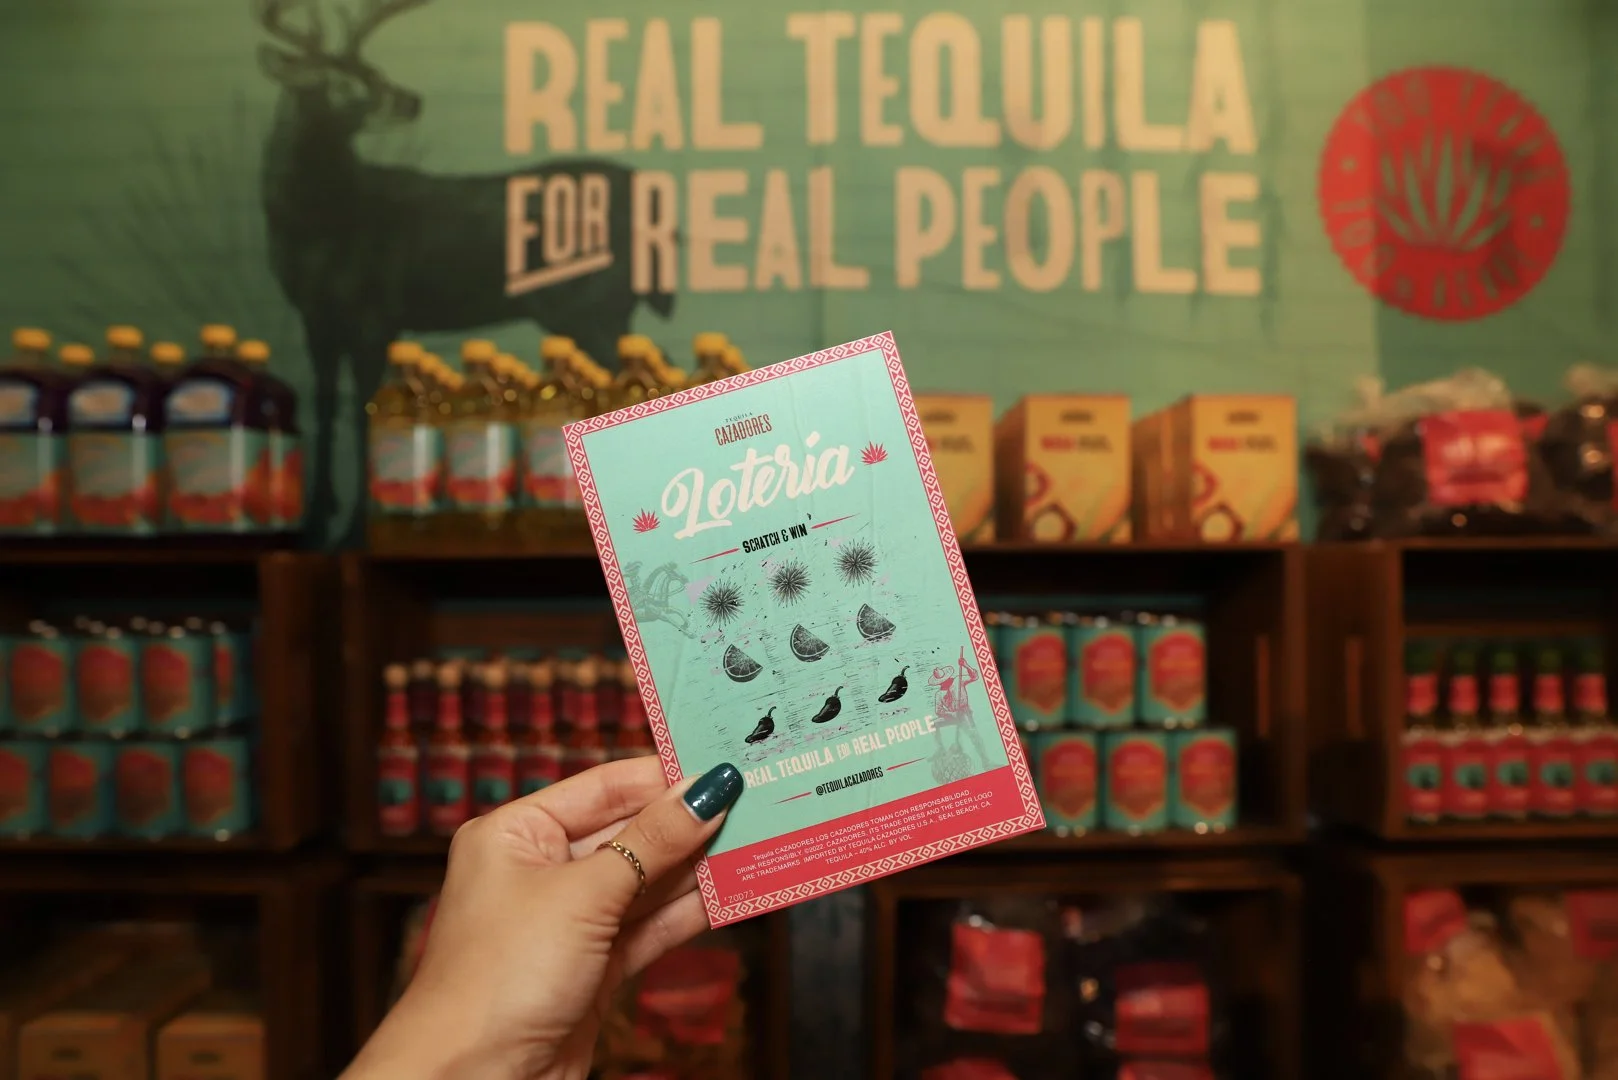 REAL TEQUILA
FOR REAL PEOPLE
TEQUILA
CAZADORES
Lotería
SCRATCH & WIN
REAL TEQUILA FOR REAL PEOPLE
@TEQUILACAZADORES
Tequila CAZADORES LOS CAZADORES TOMAN CON RESPONSABILIDAD
DRINK RESPONSIBLY. ©2022. CAZADORES, ITS TRADE DRESS AND THE DEER LOGO
ARE TRADEMARKS. IMPORTED BY TEQUILA CAZADORES U.S.A., SEAL BEACH, CA.
TEQUILA – 40% ALC. BY VOL.